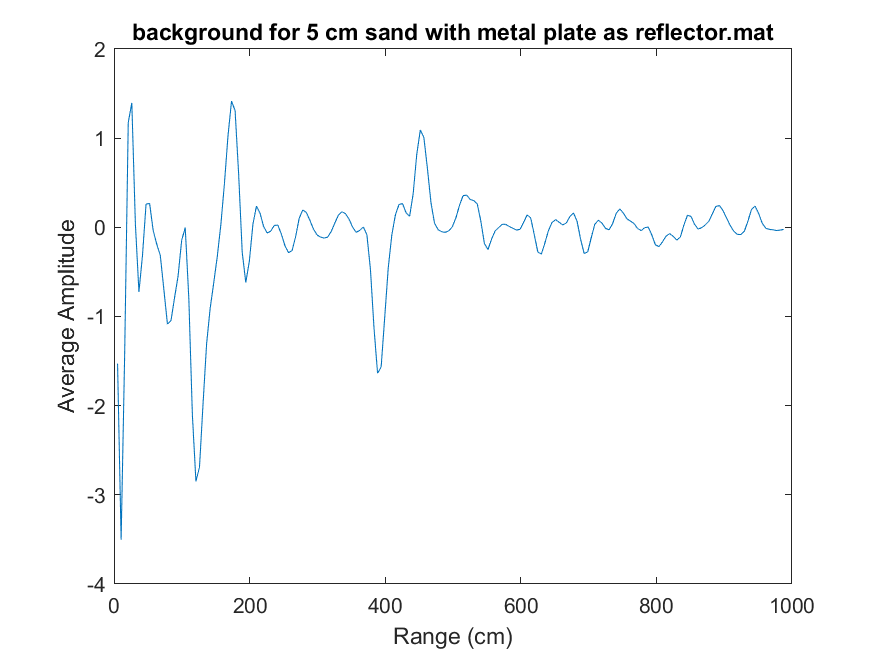 background for 5 cm sand with metal plate as reflector.mat
2
1
0
-1
-2
-3
-4
Average Amplitude
0 200 400 600 800 1000
Range (cm)